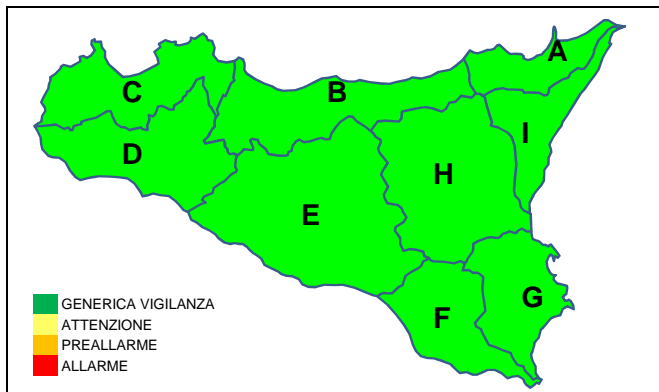 A
B
C
I
D
H
E
G
F
GENERICA VIGILANZA
ATTENZIONE
PREALLARME
ALLARME